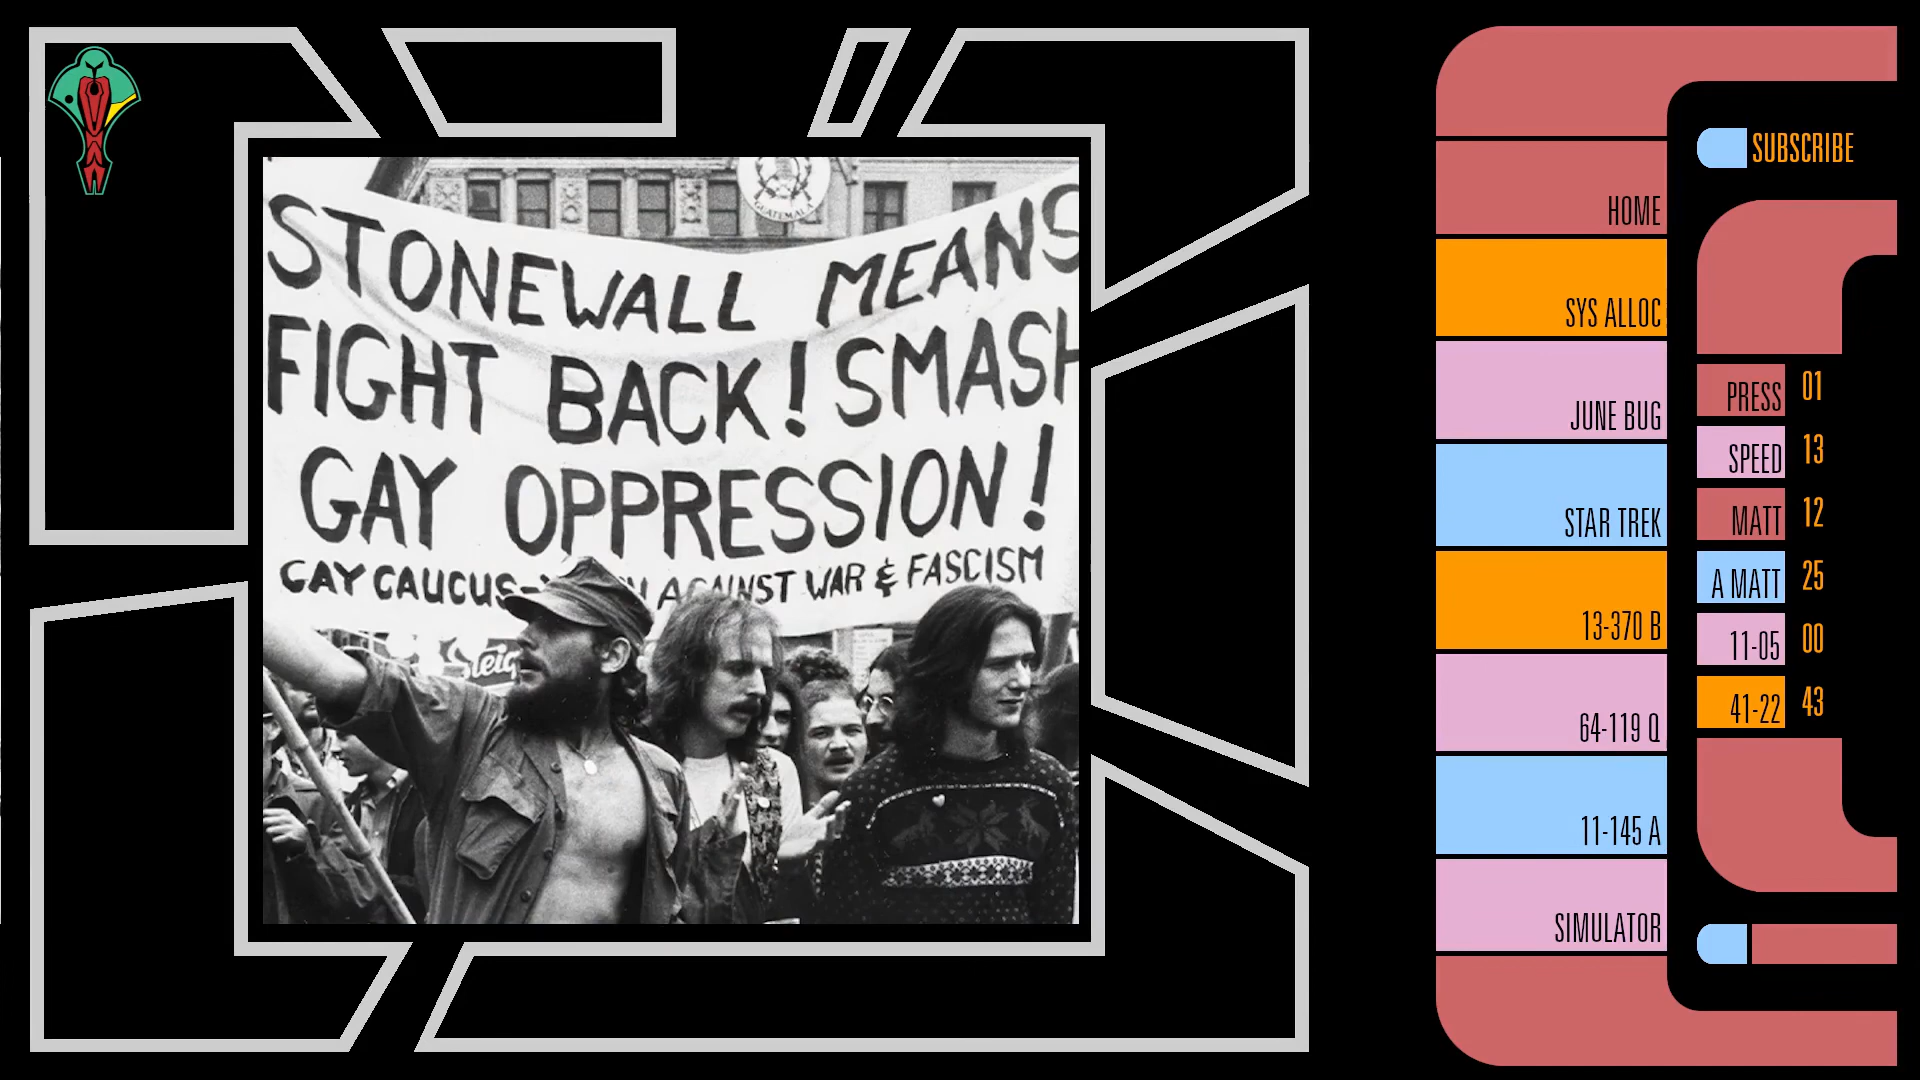 GUATEMALA
STONEWALL MEANS
FIGHT BACK! SMASH
GAY OPPRESSION!
GAY CAUCUS- AGAINST WAR & FASCISM
SUBSCRIBE
HOME
SYS ALLOC
JUNE BUG
STAR TREK
13-370 B
64-119 Q
11-145 A
SIMULATOR
PRESS 01
SPEED 13
MATT 12
A MATT 25
11-05 00
41-22 43